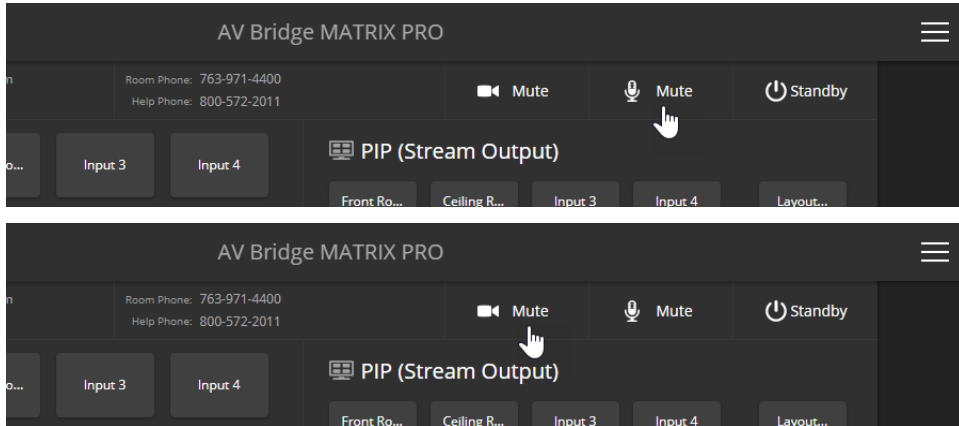 AV Bridge MATRIX PRO
m Room Phone: 763-971-4400
Help Phone: 800-572-2011
Mute Mute Standby
PIP (Stream Output)
o... Input 3 Input 4
Front Ro... Ceiling R... Input 3 Input 4 Layout...
AV Bridge MATRIX PRO
m Room Phone: 763-971-4400
Help Phone: 800-572-2011
Mute Mute Standby
PIP (Stream Output)
o... Input 3 Input 4
Front Ro... Ceiling R... Input 3 Input 4 Layout...